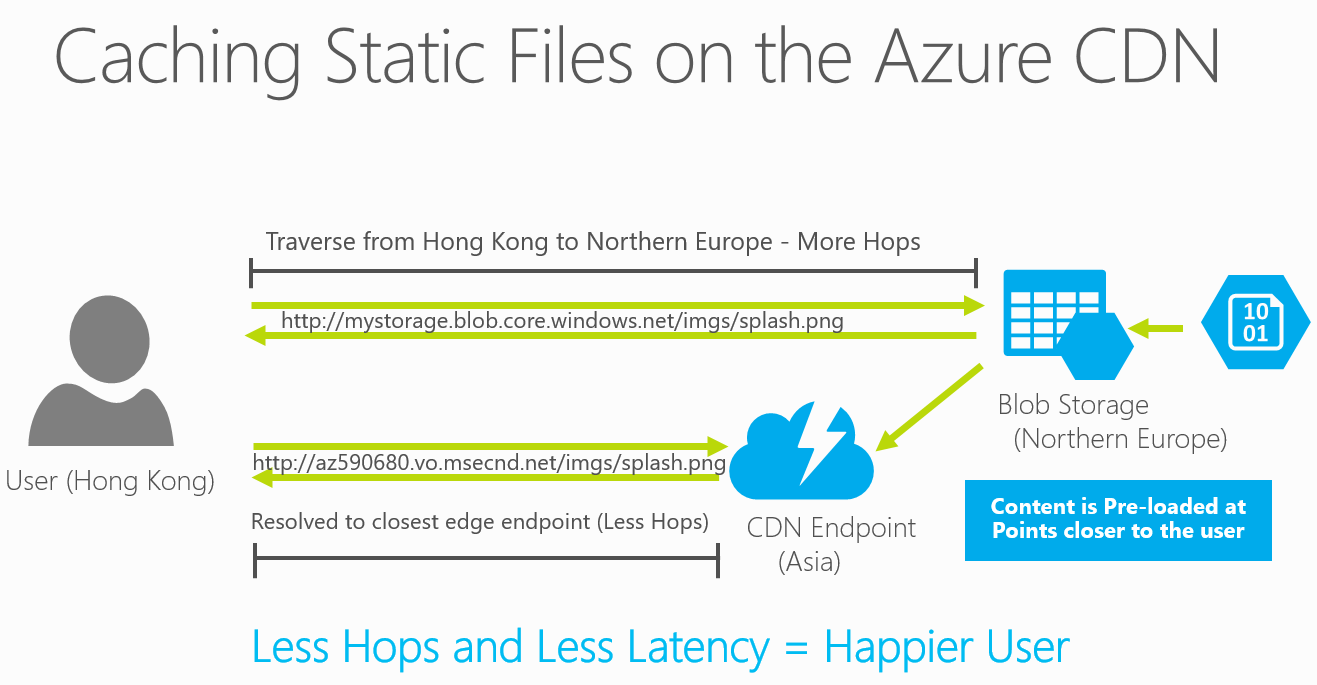 Caching Static Files on the Azure CDN
Traverse from Hong Kong to Northern Europe - More Hops
http://mystorage.blob.core.windows.net/imgs/splash.png
10
01
Blob Storage
(Northern Europe)
http://az590680.vo.msecnd.net/imgs/splash.png
User (Hong Kong)
Resolved to closest edge endpoint (Less Hops)
CDN Endpoint
(Asia)
Content is Pre-loaded at
Points closer to the user
Less Hops and Less Latency = Happier User